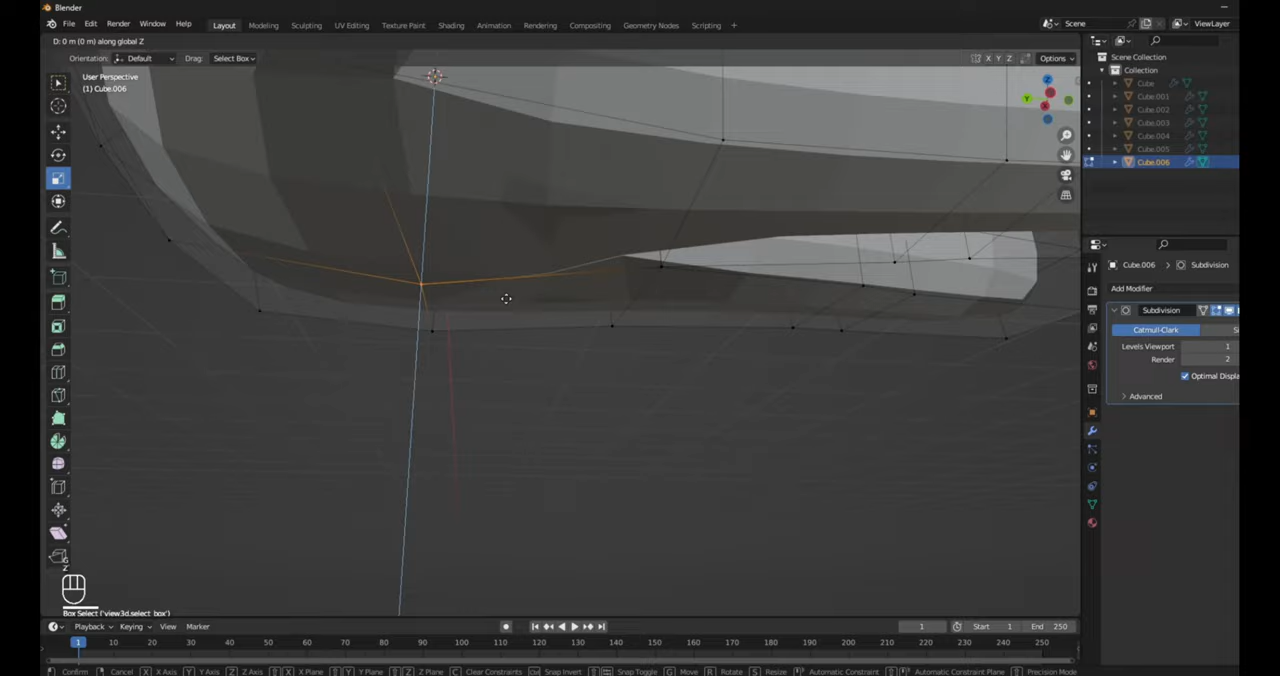 Blender
File Edit Render Window Help Layout Modeling Sculpting UV Editing Texture Paint Shading Animation Rendering Compositing Geometry Nodes Scripting + Scene ViewLayer
D: 0 m (0 m) along global Z
Orientation: Default Drag: Select Box X Y Z Options
User Perspective
(1) Cube.006
Z
Y
X
Scene Collection
Collection
Cube
Cube.001
Cube.002
Cube.003
Cube.004
Cube.005
Cube.006
Cube.006 > Subdivision
Add Modifier
Subdivision
Catmull-Clark S
Levels Viewport 1
Render 2
Optimal Displa
Advanced
Z
Box Select ('view3d.select_box')
Playback Keying View Marker 1 Start 1 End 250
1 10 20 30 40 50 60 70 80 90 100 110 120 130 140 150 160 170 180 190 200 210 220 230 240 250
Confirm Cancel X X Axis Y Y Axis Z Z Axis X X Plane Y Y Plane Z Z Plane C Clear Constraints Snap Invert Snap Toggle G Move R Rotate S Resize Automatic Constraint Automatic Constraint Plane Precision Mode